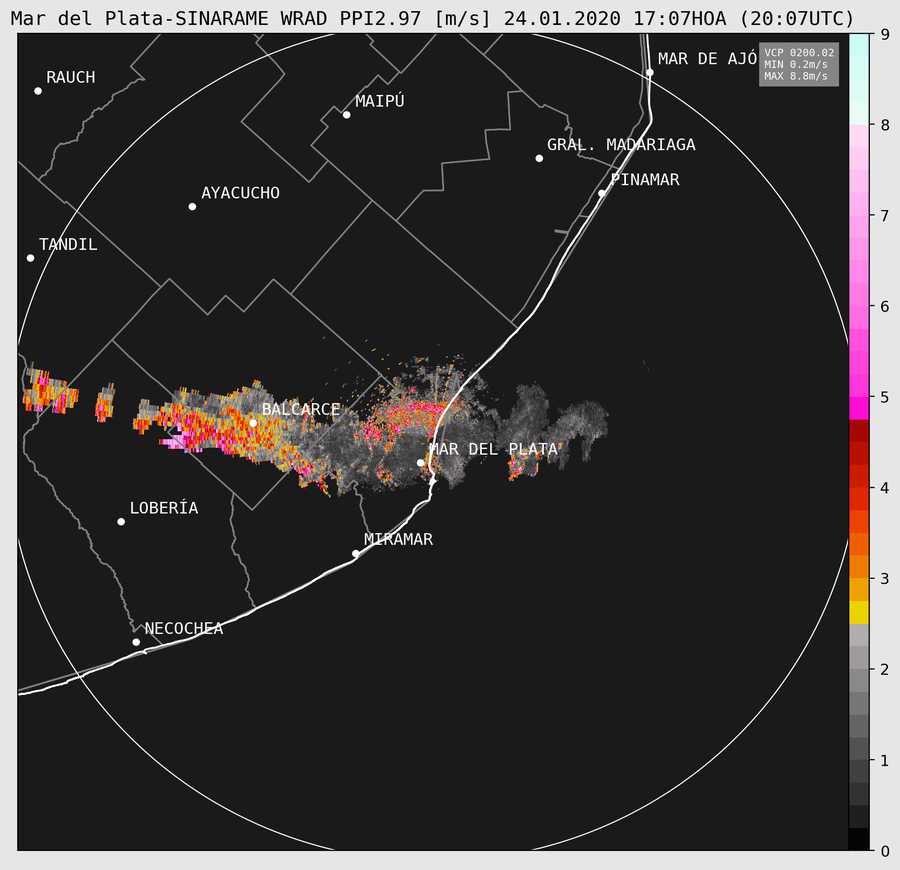 Mar del Plata-SINARAME WRAD PPI2.97 [m/s] 24.01.2020 17:07HOA (20:07UTC)
VCP 0200.02
MIN 0.2m/s
MAX 8.8m/s
MAR DE AJÓ
RAUCH
MAIPÚ
GRAL. MADARIAGA
PINAMAR
AYACUCHO
TANDIL
BALCARCE
MAR DEL PLATA
LOBERÍA
MIRAMAR
NECOCHEA
9
8
7
6
5
4
3
2
1
0